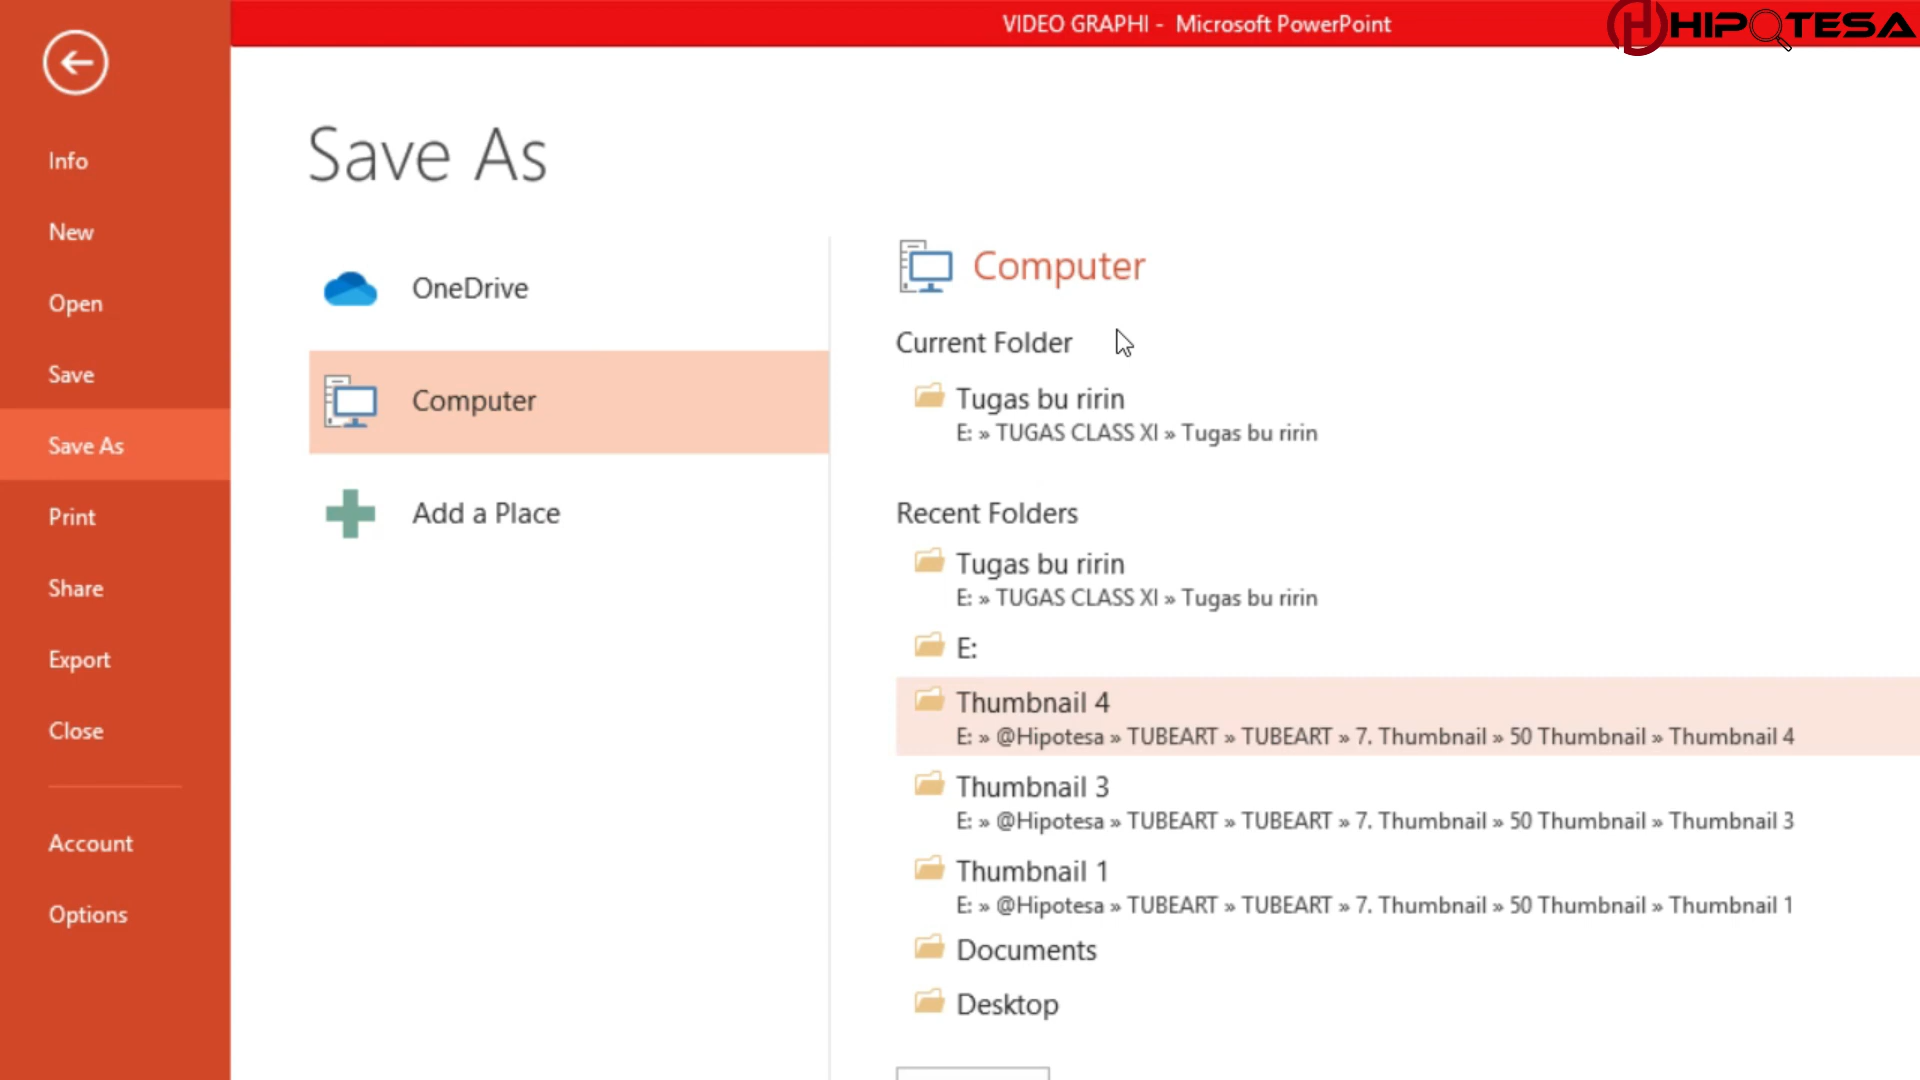 VIDEO GRAPHI - Microsoft PowerPoint
HIPOTESA
Info
New
Open
Save
Save As
Print
Share
Export
Close
Account
Options
Save As
OneDrive
Computer
Add a Place
Computer
Current Folder
Tugas bu ririn
E: » TUGAS CLASS XI » Tugas bu ririn
Recent Folders
Tugas bu ririn
E: » TUGAS CLASS XI » Tugas bu ririn
E:
Thumbnail 4
E: » @Hipotesa » TUBEART » TUBEART » 7. Thumbnail » 50 Thumbnail » Thumbnail 4
Thumbnail 3
E: » @Hipotesa » TUBEART » TUBEART » 7. Thumbnail » 50 Thumbnail » Thumbnail 3
Thumbnail 1
E: » @Hipotesa » TUBEART » TUBEART » 7. Thumbnail » 50 Thumbnail » Thumbnail 1
Documents
Desktop